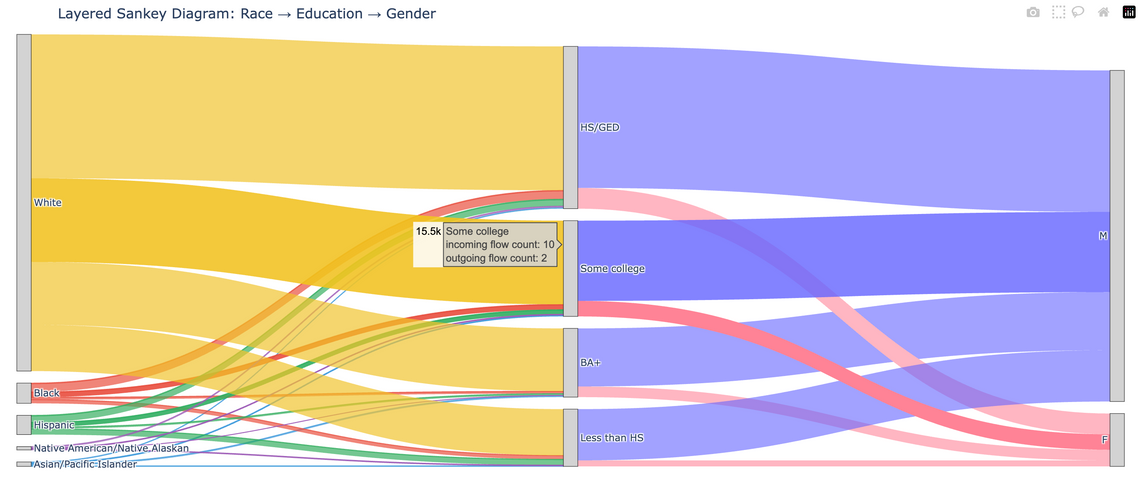 Layered Sankey Diagram: Race → Education → Gender
HS/GED
White
15.5k
Some college
incoming flow count: 10
outgoing flow count: 2
M
Some college
BA+
Black
Hispanic
Less than HS
F
Native American/Native Alaskan
Asian/Pacific Islander